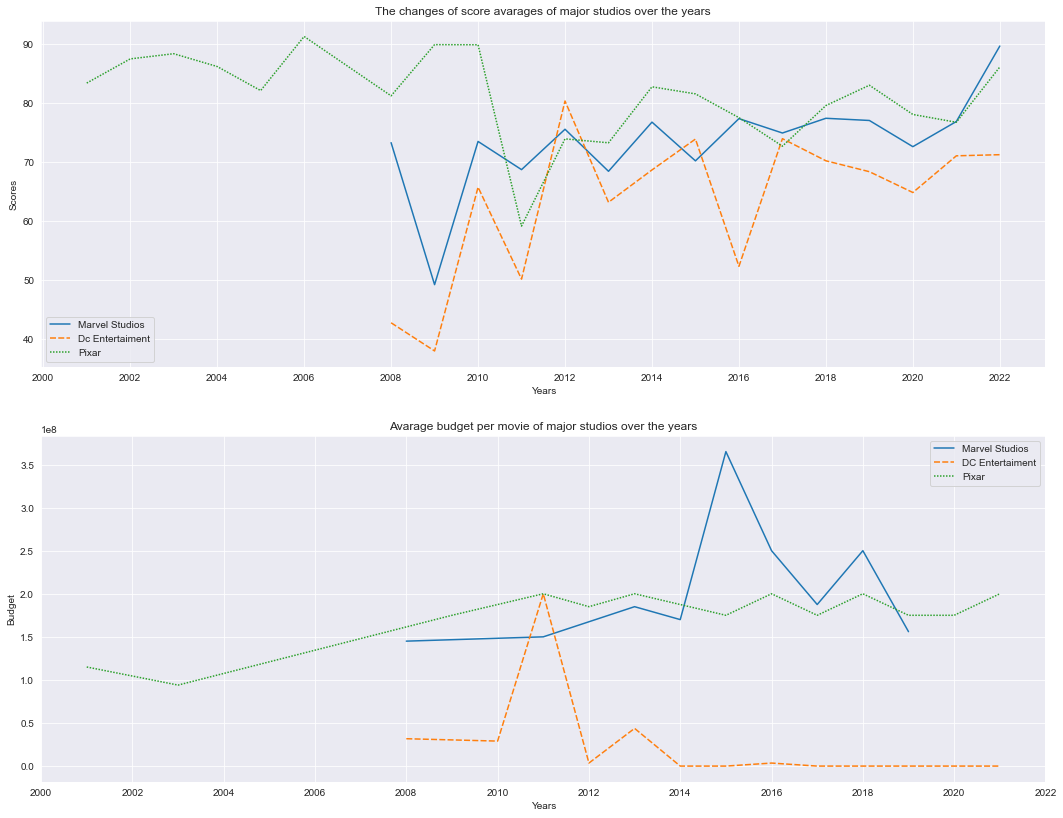 The changes of score avarages of major studios over the years
90
80
70
60
50
40
Scores
Marvel Studios
Dc Entertaiment
Pixar
2000 2002 2004 2006 2008 2010 2012 2014 2016 2018 2020 2022
Years
Avarage budget per movie of major studios over the years
1e8
3.5
3.0
2.5
2.0
1.5
1.0
0.5
0.0
Budget
Marvel Studios
DC Entertaiment
Pixar
2000 2002 2004 2006 2008 2010 2012 2014 2016 2018 2020 2022
Years